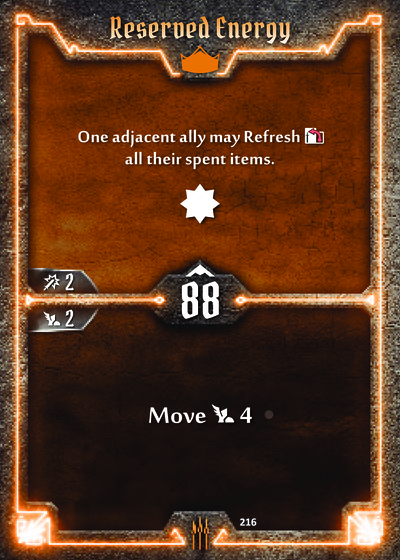 Reserved Energy
One adjacent ally may Refresh
all their spent items.
2
88
2
Move 4
216